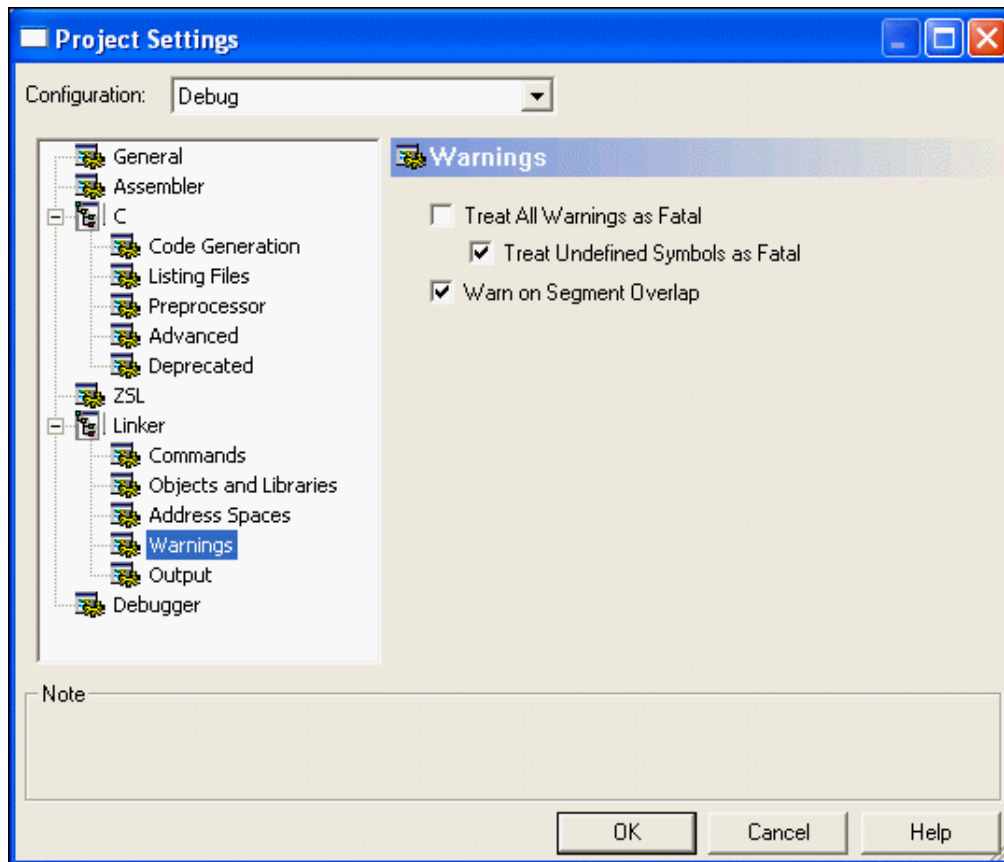 Project Settings
Configuration: Debug
General
Assembler
C
Code Generation
Listing Files
Preprocessor
Advanced
Deprecated
ZSL
Linker
Commands
Objects and Libraries
Address Spaces
Warnings
Output
Debugger
Warnings
Treat All Warnings as Fatal
Treat Undefined Symbols as Fatal
Warn on Segment Overlap
Note
OK Cancel Help